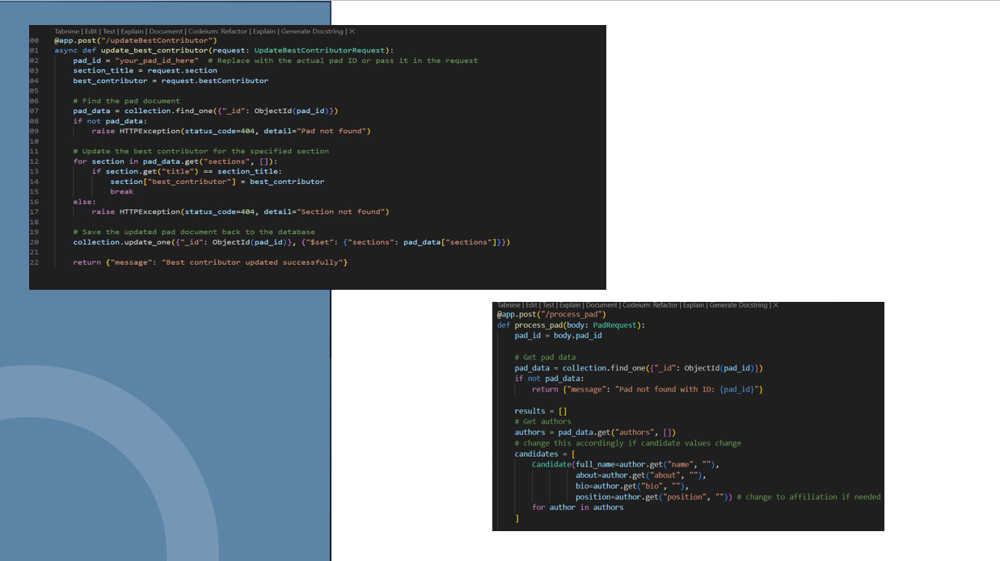 Tabnine | Edit | Test | Explain | Document | Codeium: Refactor | Explain | Generate Docstring | X
00 @app.post("/updateBestContributor")
01 async def update_best_contributor(request: UpdateBestContributorRequest):
02 pad_id = "your_pad_id_here" # Replace with the actual pad ID or pass it in the request
03 section_title = request.section
04 best_contributor = request.bestContributor
05
06 # Find the pad document
07 pad_data = collection.find_one({"_id": ObjectId(pad_id)})
08 if not pad_data:
09 raise HTTPException(status_code=404, detail="Pad not found")
10
11 # Update the best contributor for the specified section
12 for section in pad_data.get("sections", []):
13 if section.get("title") == section_title:
14 section["best_contributor"] = best_contributor
15 break
16 else:
17 raise HTTPException(status_code=404, detail="Section not found")
18
19 # Save the updated pad document back to the database
20 collection.update_one({"_id": ObjectId(pad_id)}, {"$set": {"sections": pad_data["sections"]}})
21
22 return {"message": "Best contributor updated successfully"}
Tabnine | Edit | Test | Explain | Document | Codeium: Refactor | Explain | Generate Docstring | X
@app.post("/process_pad")
def process_pad(body: PadRequest):
pad_id = body.pad_id
# Get pad data
pad_data = collection.find_one({"_id": ObjectId(pad_id)})
if not pad_data:
return {"message": "Pad not found with ID: {pad_id}"}
results = []
# Get authors
authors = pad_data.get("authors", [])
# change this accordingly if candidate values change
candidates = [
Candidate(full_name=author.get("name", ""),
about=author.get("about", ""),
bio=author.get("bio", ""),
position=author.get("position", "")) # change to affiliation if needed
for author in authors
]